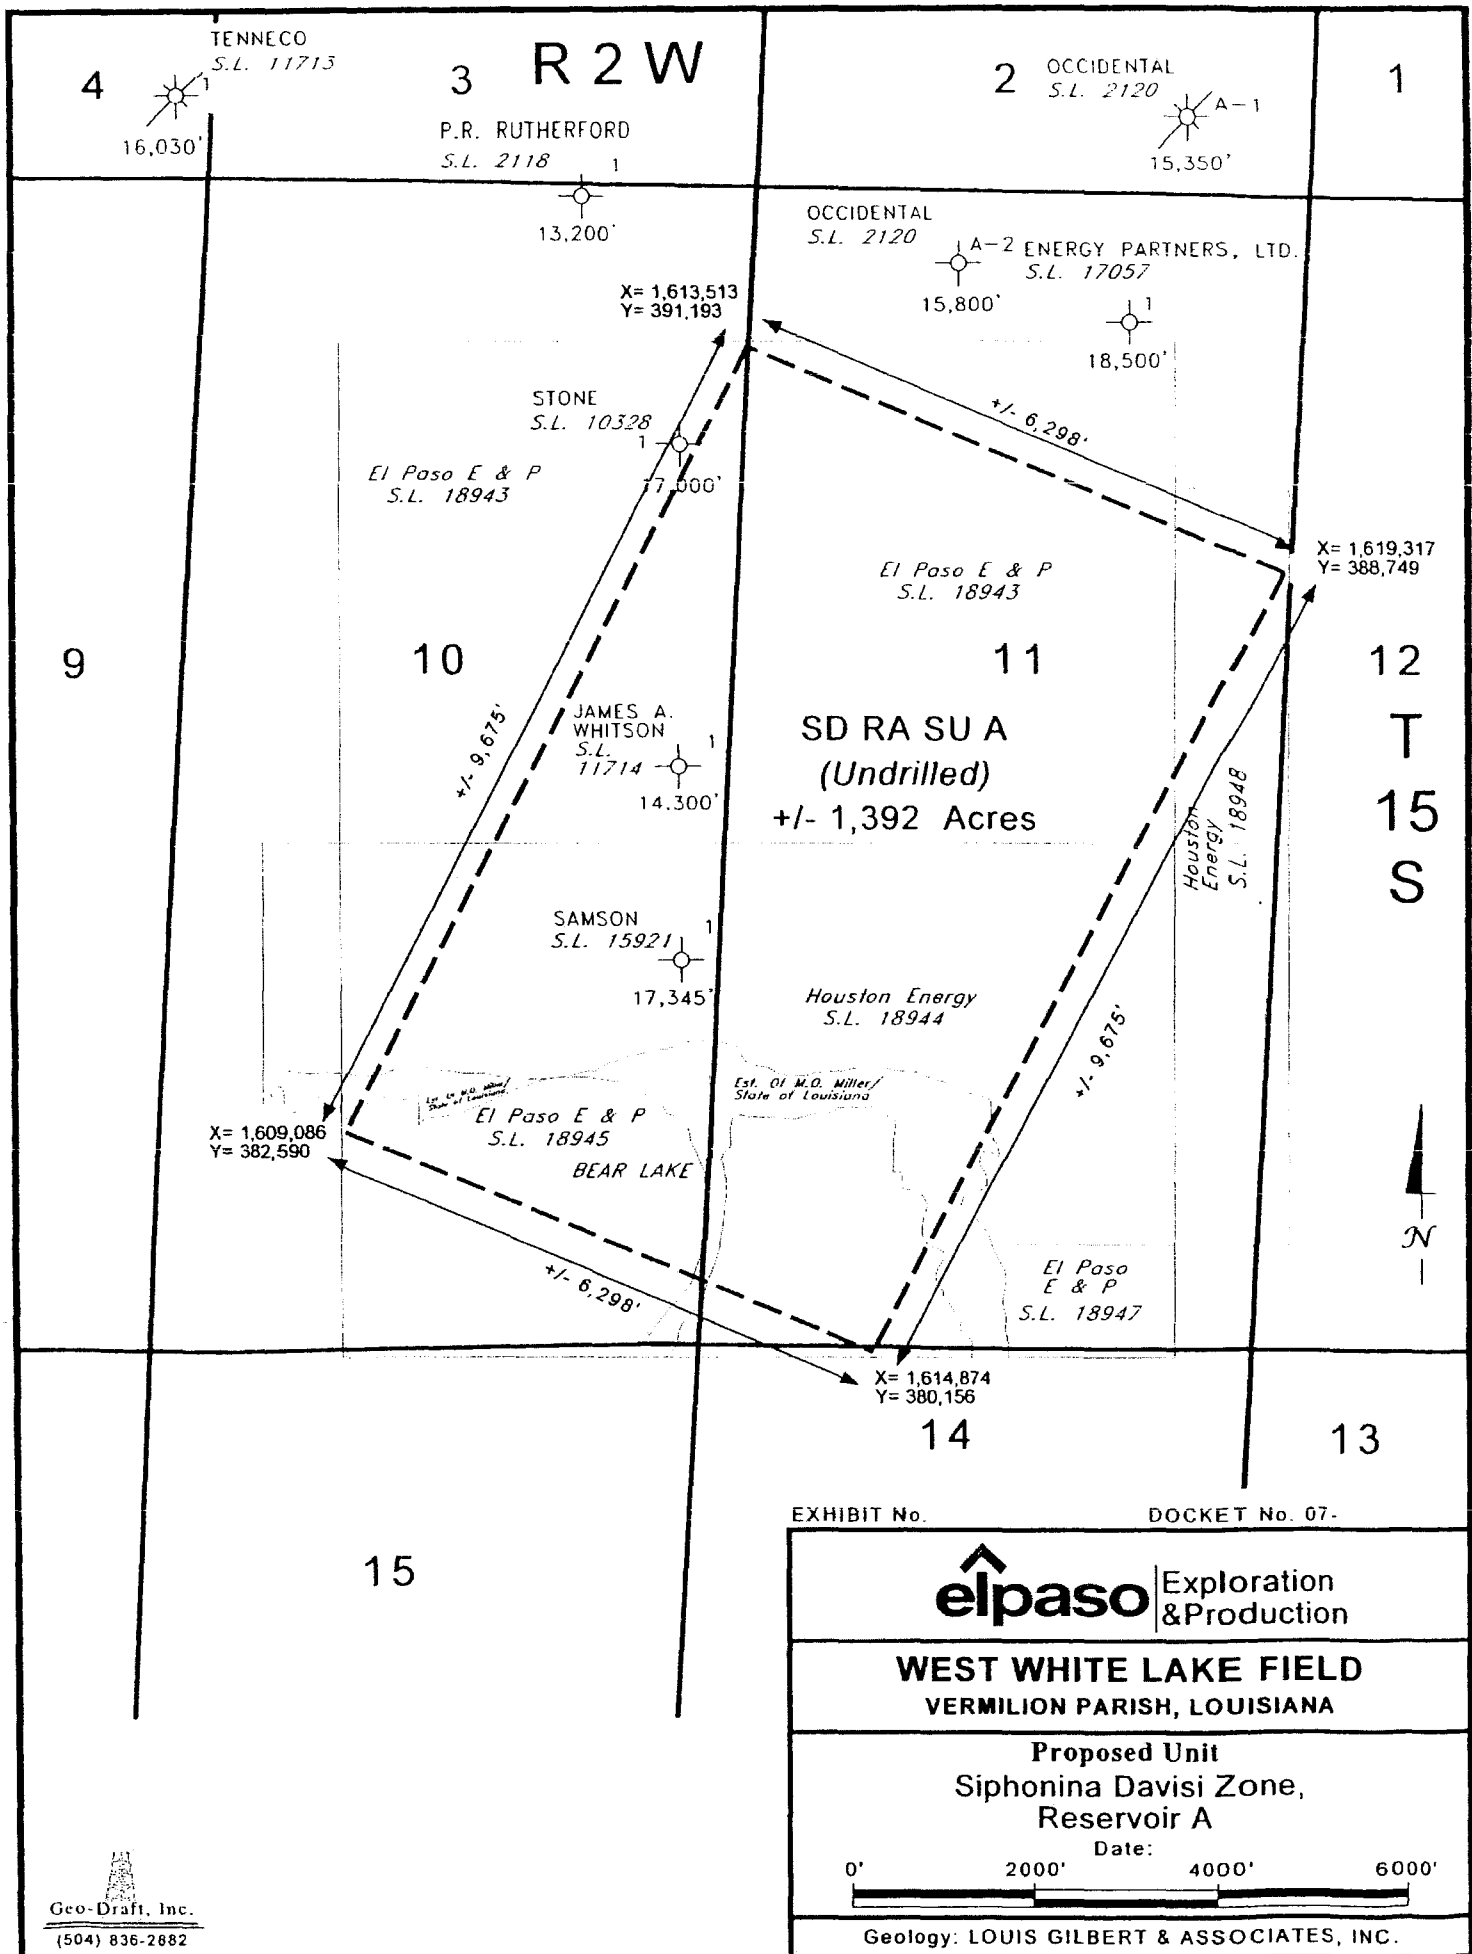 TENNECO
S.L. 11713
1
16,030'
4
3
R 2 W
2
OCCIDENTAL
S.L. 2120
A-1
15,350'
1
P.R. RUTHERFORD
S.L. 2118
1
13,200'
OCCIDENTAL
S.L. 2120
A-2
15,800'
ENERGY PARTNERS, LTD.
S.L. 17057
1
18,500'
X= 1,613,513
Y= 391,193
STONE
S.L. 10328
1
17,000'
+/- 6,298'
El Paso E & P
S.L. 18943
X= 1,619,317
Y= 388,749
El Paso E & P
S.L. 18943
9
10
11
12
T
15
S
+/- 9,675'
JAMES A.
WHITSON
S.L.
11714
1
14,300'
SD RA SU A
(Undrilled)
+/- 1,392 Acres
Houston
Energy
S.L. 18948
SAMSON
S.L. 15921
1
17,345'
Houston Energy
S.L. 18944
+/- 9,675'
Est. Of M.O. Miller/
State of Louisiana
Est. Of M.O. Miller/
State of Louisiana
El Paso E & P
S.L. 18945
BEAR LAKE
X= 1,609,086
Y= 382,590
+/- 6,298'
El Paso
E & P
S.L. 18947
N
X= 1,614,874
Y= 380,156
14
13
15
EXHIBIT No.
DOCKET No. 07-
elpaso
Exploration
&Production
WEST WHITE LAKE FIELD
VERMILION PARISH, LOUISIANA
Proposed Unit
Siphonina Davisi Zone,
Reservoir A
Date:
0' 2000' 4000' 6000'
Geology: LOUIS GILBERT & ASSOCIATES, INC.
Geo-Draft, Inc.
(504) 836-2882